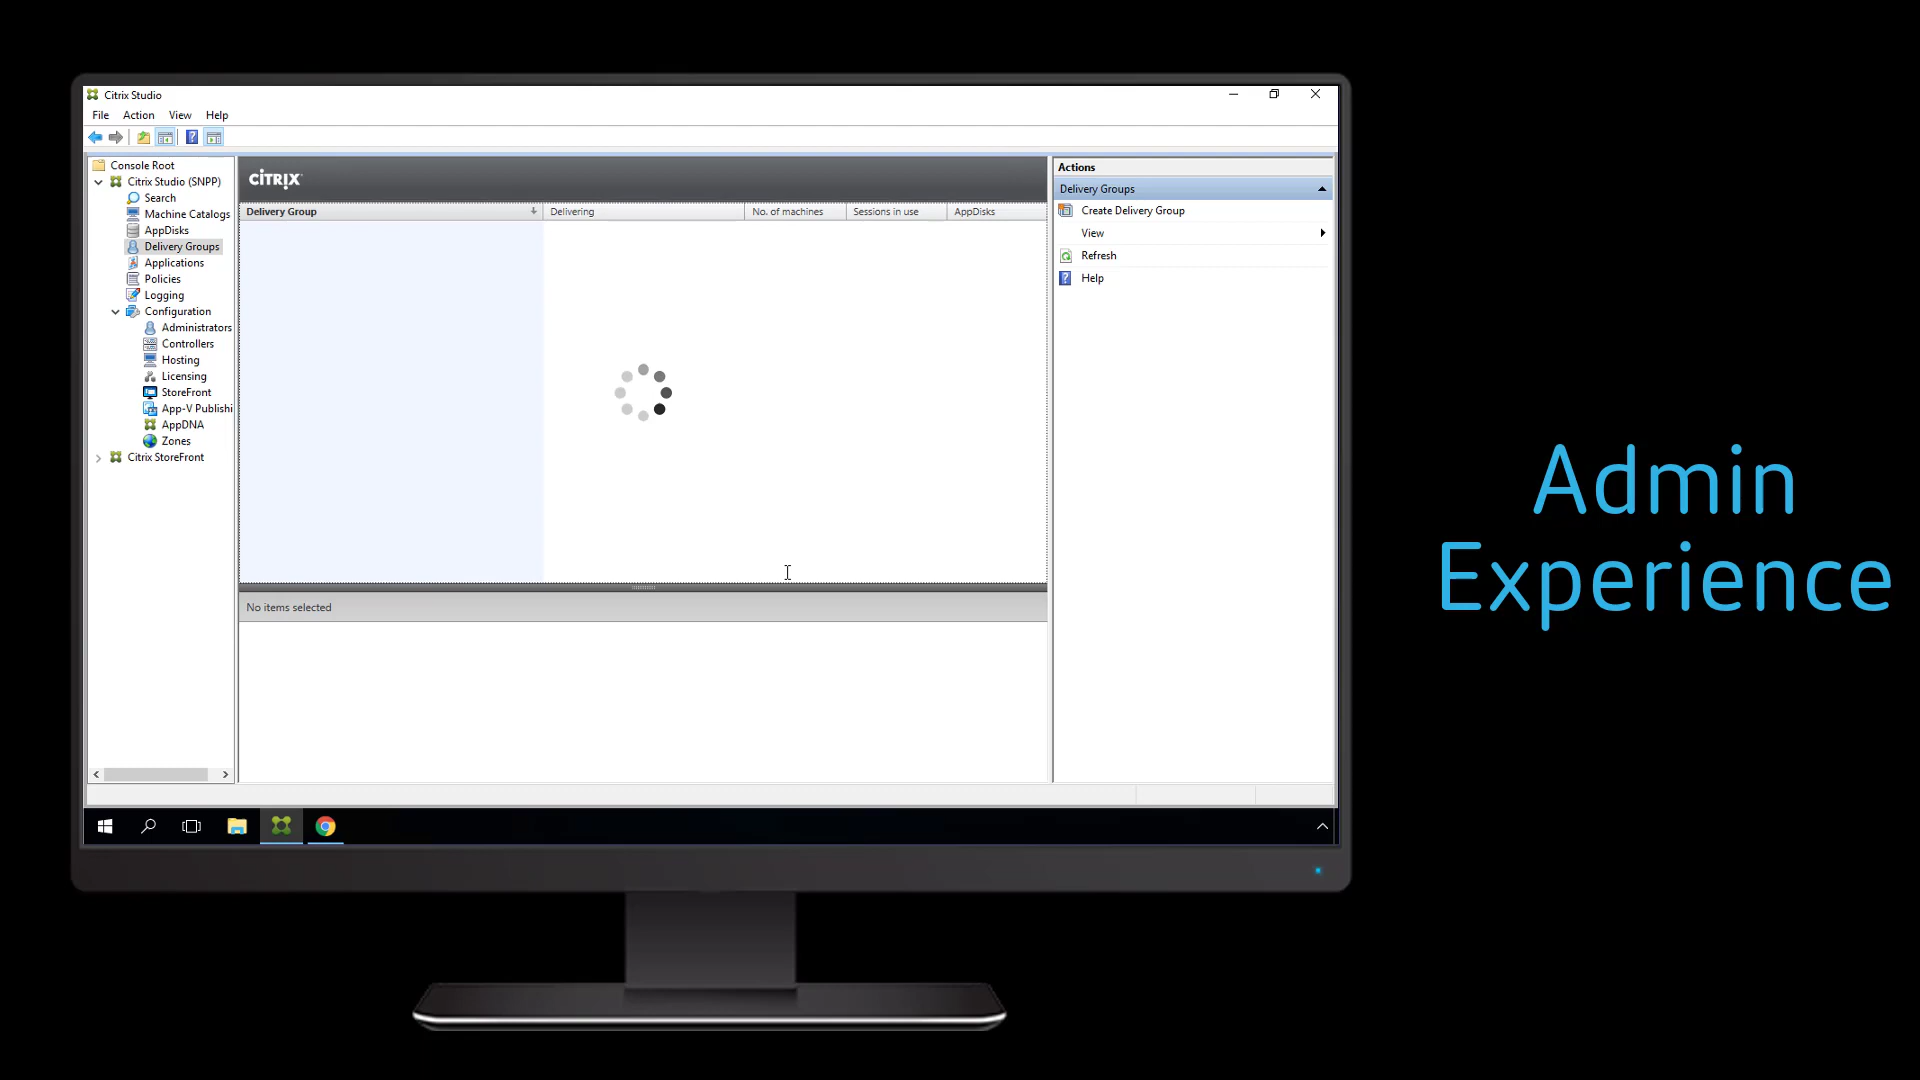 Citrix Studio
File Action View Help
Console Root
Citrix Studio (SNPP)
Search
Machine Catalogs
AppDisks
Delivery Groups
Applications
Policies
Logging
Configuration
Administrators
Controllers
Hosting
Licensing
StoreFront
App-V Publishi
AppDNA
Zones
Citrix StoreFront
CİTRIX
Delivery Group Delivering No. of machines Sessions in use AppDisks
No items selected
Actions
Delivery Groups
Create Delivery Group
View
Refresh
Help
Admin
Experience